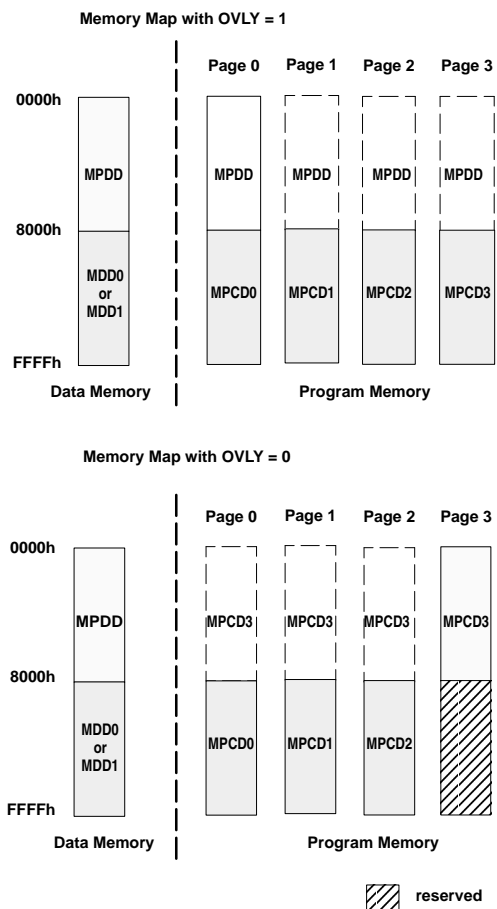 Memory Map with OVLY = 1
Page 0 Page 1 Page 2 Page 3
0000h
MPDD MPDD MPDD MPDD MPDD
8000h
MDD0
or
MDD1
MPCD0 MPCD1 MPCD2 MPCD3
FFFFh
Data Memory Program Memory
Memory Map with OVLY = 0
Page 0 Page 1 Page 2 Page 3
0000h
MPDD MPCD3 MPCD3 MPCD3 MPCD3
8000h
MDD0
or
MDD1
MPCD0 MPCD1 MPCD2
FFFFh
Data Memory Program Memory
reserved